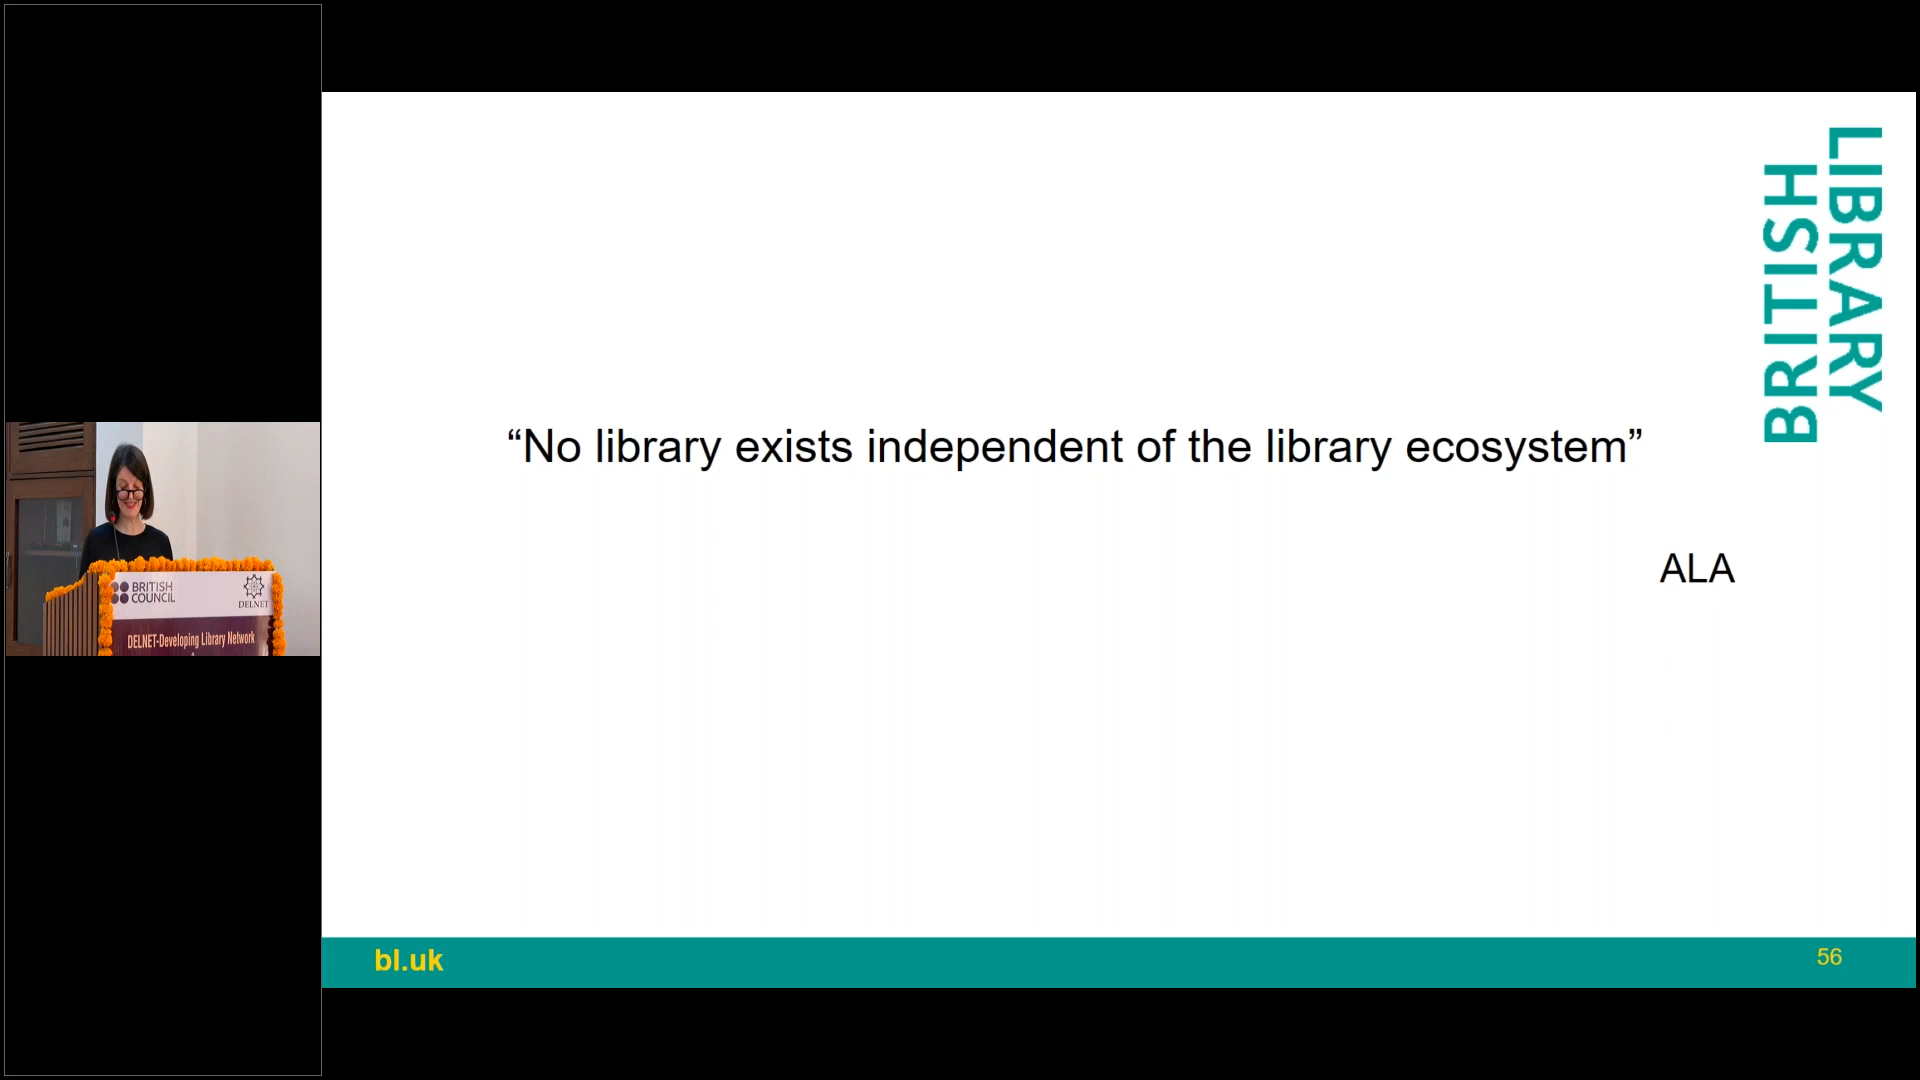 BRITISH
LIBRARY
“No library exists independent of the library ecosystem”
ALA
bl.uk
56
BRITISH
COUNCIL
DELNET
DELNET-Developing Library Network